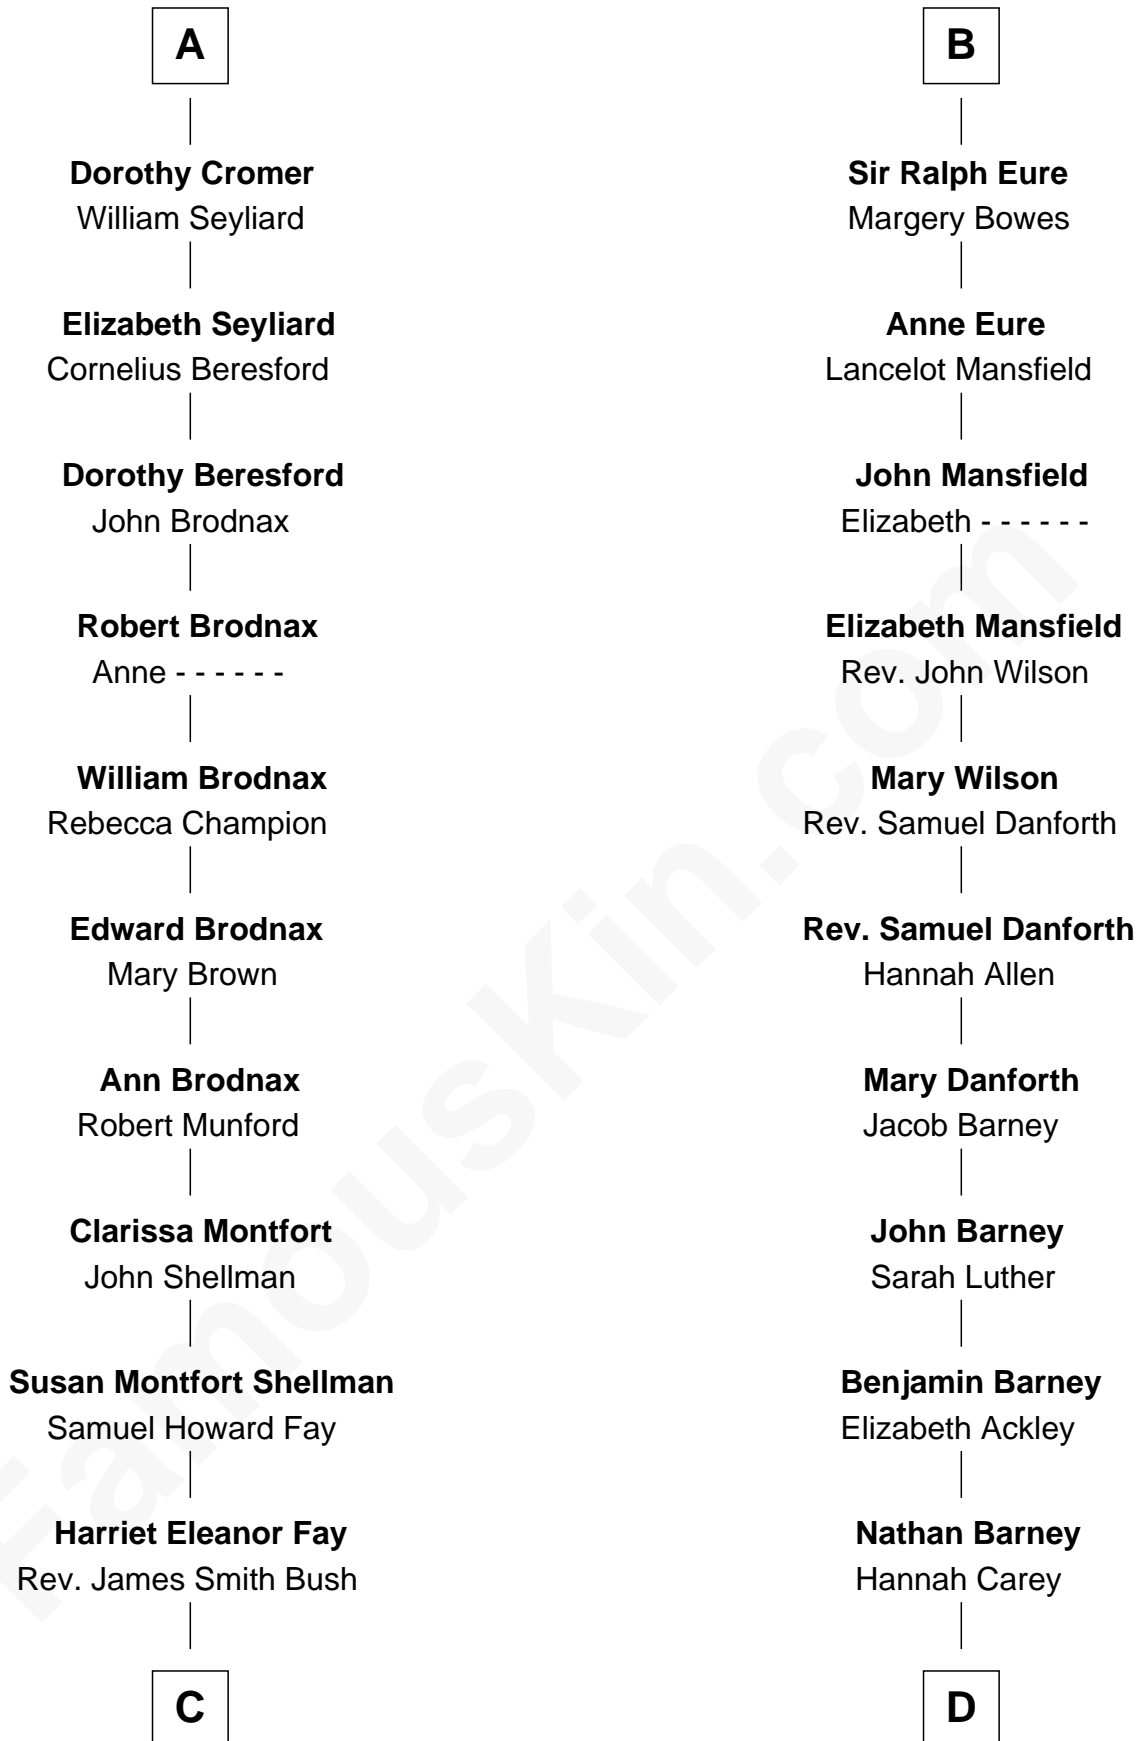 A
Dorothy Cromer
William Seyliard
Elizabeth Seyliard
Cornelius Beresford
Dorothy Beresford
John Brodnax
Robert Brodnax
Anne - - - - - -
William Brodnax
Rebecca Champion
Edward Brodnax
Mary Brown
Ann Brodnax
Robert Munford
Clarissa Montfort
John Shellman
Susan Montfort Shellman
Samuel Howard Fay
Harriet Eleanor Fay
Rev. James Smith Bush
C
B
Sir Ralph Eure
Margery Bowes
Anne Eure
Lancelot Mansfield
John Mansfield
Elizabeth - - - - - -
Elizabeth Mansfield
Rev. John Wilson
Mary Wilson
Rev. Samuel Danforth
Rev. Samuel Danforth
Hannah Allen
Mary Danforth
Jacob Barney
John Barney
Sarah Luther
Benjamin Barney
Elizabeth Ackley
Nathan Barney
Hannah Carey
D
FamousKin.com